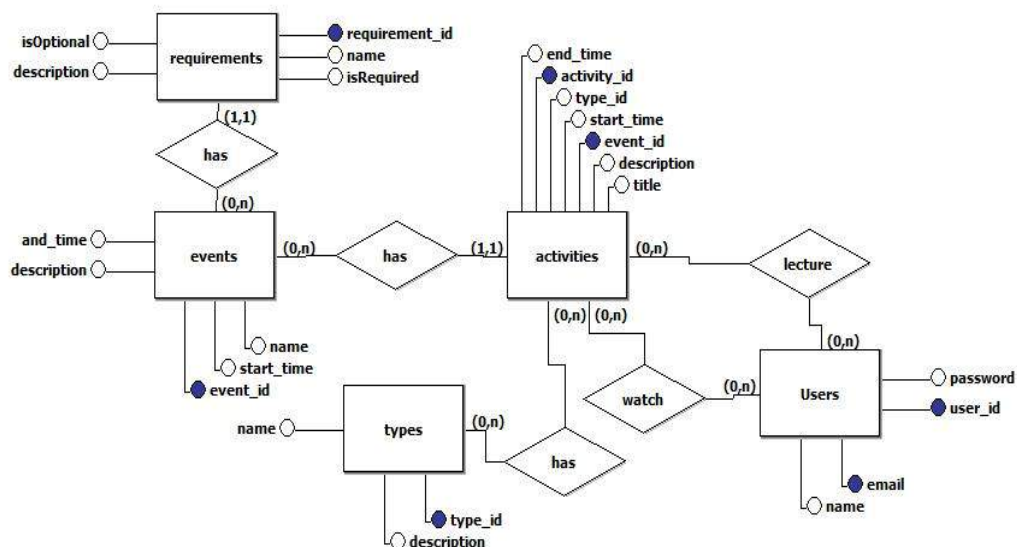 isOptional
description
requirements
requirement_id
name
isRequired
(1,1)
has
(0,n)
end_time
activity_id
type_id
start_time
event_id
description
title
and_time
description
events
(0,n)
has
(1,1)
activities
(0,n)
lecture
(0,n)
name
start_time
event_id
(0,n)
(0,n)
watch
(0,n)
Users
password
user_id
email
name
name
types
(0,n)
has
type_id
description